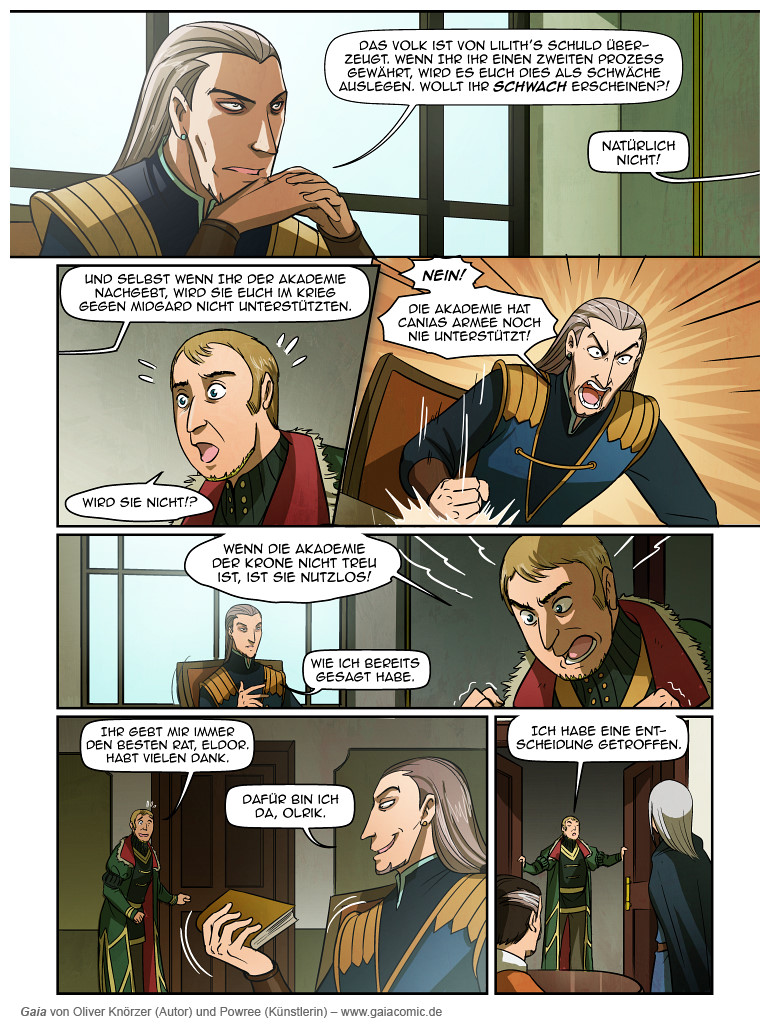 DAS VOLK IST VON LILITH'S SCHULD ÜBER-
ZEUGT. WENN IHR IHR EINEN ZWEITEN PROZESS
GEWÄHRT, WIRD ES EUCH DIES ALS SCHWÄCHE
AUSLEGEN. WOLLT IHR SCHWACH ERSCHEINEN?!
NATÜRLICH
NICHT!
UND SELBST WENN IHR DER AKADEMIE
NACHGEBT, WIRD SIE EUCH IM KRIEG
GEGEN MIDGARD NICHT UNTERSTÜTZTEN.
WIRD SIE NICHT!?
NEIN!
DIE AKADEMIE HAT
CANIAS ARMEE NOCH
NIE UNTERSTÜTZT!
WENN DIE AKADEMIE
DER KRONE NICHT TREU
IST, IST SIE NUTZLOS!
WIE ICH BEREITS
GESAGT HABE.
IHR GEBT MIR IMMER
DEN BESTEN RAT, ELDOR.
HABT VIELEN DANK.
DAFÜR BIN ICH
DA, OLRIK.
ICH HABE EINE ENT-
SCHEIDUNG GETROFFEN.
Gaia von Oliver Knörzer (Autor) und Powree (Künstlerin) – www.gaiacomic.de